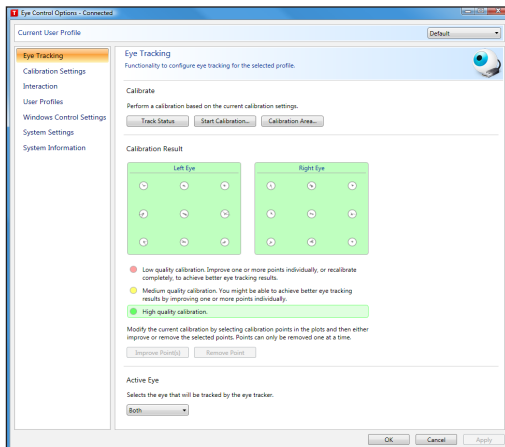 Eye Control Options - Connected
Current User Profile
Default
Eye Tracking
Calibration Settings
Interaction
User Profiles
Windows Control Settings
System Settings
System Information
Eye Tracking
Functionality to configure eye tracking for the selected profile.
Calibrate
Perform a calibration based on the current calibration settings.
Track Status
Start Calibration...
Calibration Area...
Calibration Result
Left Eye
Right Eye
Low quality calibration. Improve one or more points individually, or recalibrate
completely, to achieve better eye tracking results.
Medium quality calibration. You might be able to achieve better eye tracking
results by improving one or more points individually.
High quality calibration.
Modify the current calibration by selecting calibration points in the plots and then either
improve or remove the selected points. Points can only be removed one at a time.
Improve Point(s)
Remove Point
Active Eye
Selects the eye that will be tracked by the eye tracker.
Both
OK
Cancel
Apply